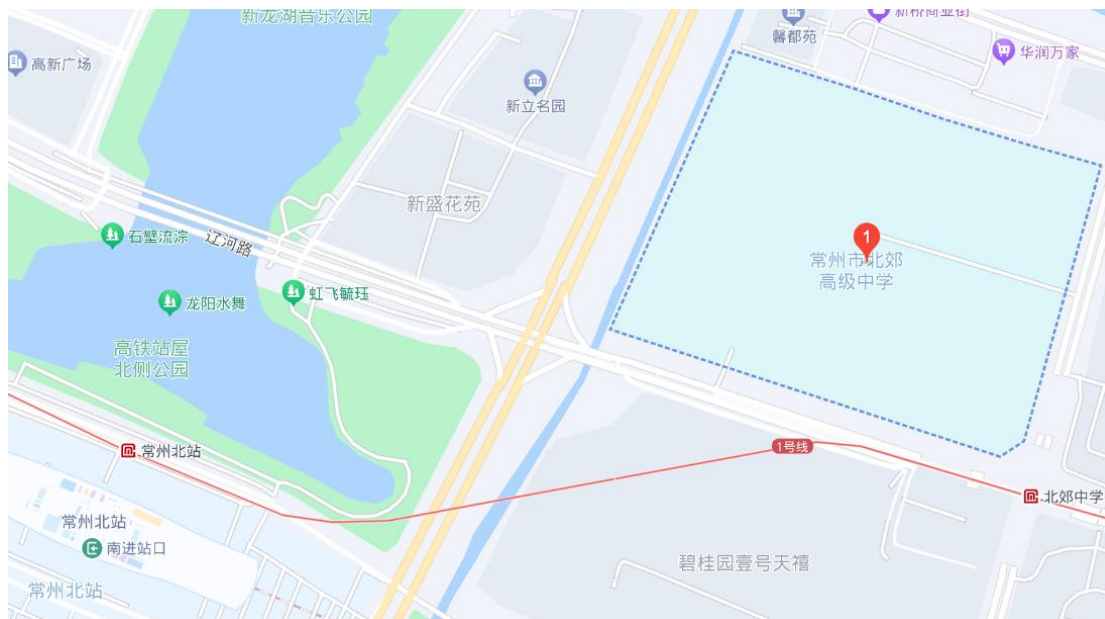 新龙湖音乐公园
新桥商业街
馨都苑
华润万家
高新广场
新立名园
新盛花苑
石壁流淙
辽河路
1
常州市北郊
高级中学
龙阳水舞
虹飞毓珏
高铁站屋
北侧公园
常州北站
1号线
北郊中学
常州北站
南进站口
碧桂园壹号天禧
常州北站